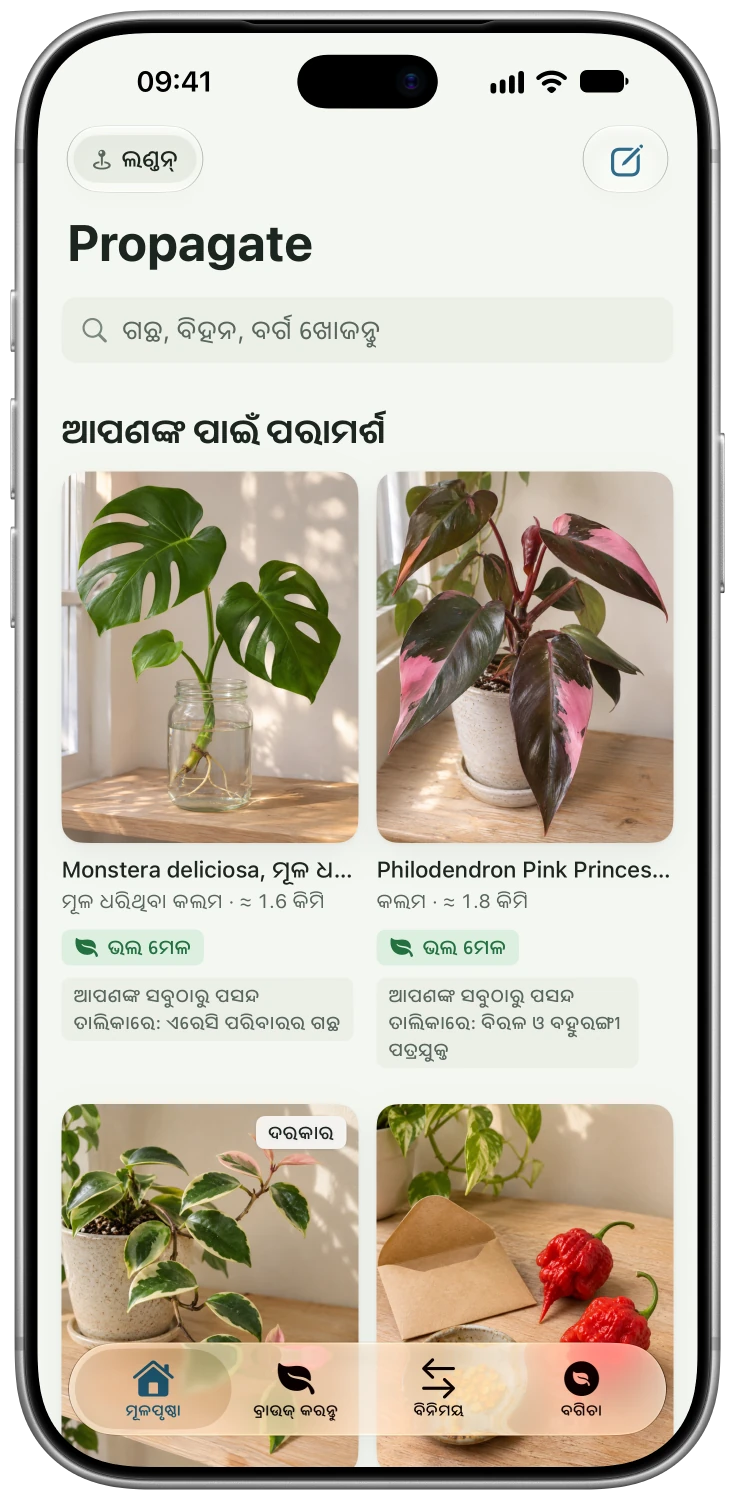 09:41
ଲଣ୍ଡନ୍
Propagate
ଗଛ, ବିହନ, ବର୍ଗ ଖୋଜନ୍ତୁ
ଆପଣଙ୍କ ପାଇଁ ପରାମର୍ଶ
Monstera deliciosa, ମୂଳ ଧ...
Philodendron Pink Princes...
ମୂଳ ଧରିଥିବା କଲମ · ≈ 1.6 କିମି
କଲମ · ≈ 1.8 କିମି
ଭଲ ମେଳ
ଭଲ ମେଳ
ଆପଣଙ୍କ ସବୁଠାରୁ ପସନ୍ଦ
ତାଲିକାରେ: ଏରେସି ପରିବାରର ଗଛ
ଆପଣଙ୍କ ସବୁଠାରୁ ପସନ୍ଦ
ତାଲିକାରେ: ବିରଳ ଓ ବହୁରଙ୍ଗୀ
ପତ୍ରଯୁକ୍ତ
ଦରକାର
ମୂଳପୃଷ୍ଠା
ବ୍ରାଉଜ୍ କରନ୍ତୁ
ବିନିମୟ
ବଗିଚା